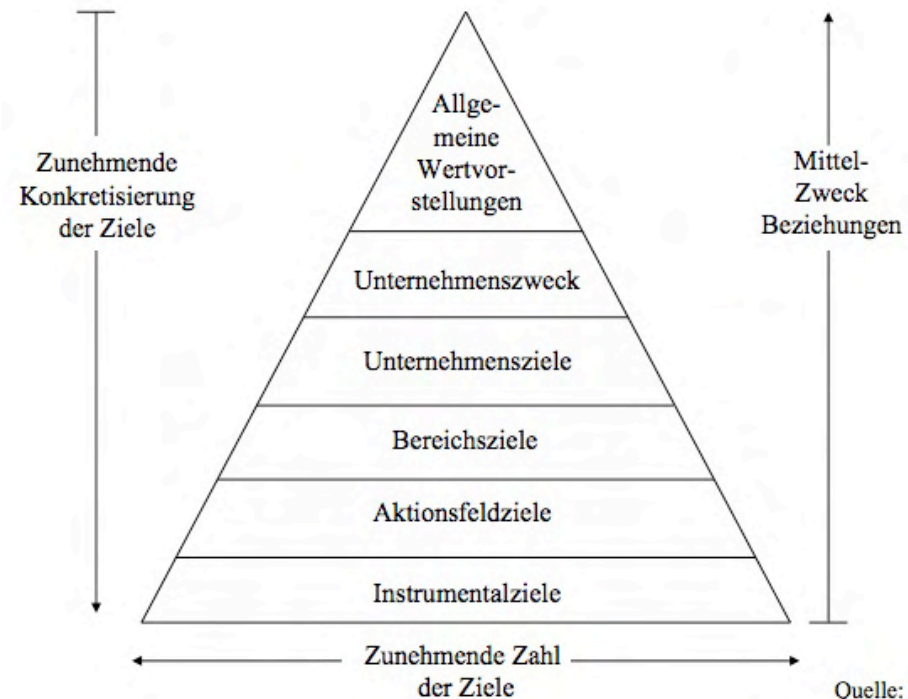 Allge-
meine
Wertvor-
stellungen
Zunehmende
Konkretisierung
der Ziele
Mittel-
Zweck
Beziehungen
Unternehmenszweck
Unternehmensziele
Bereichsziele
Aktionsfeldziele
Instrumentalziele
Zunehmende Zahl
der Ziele
Quelle: